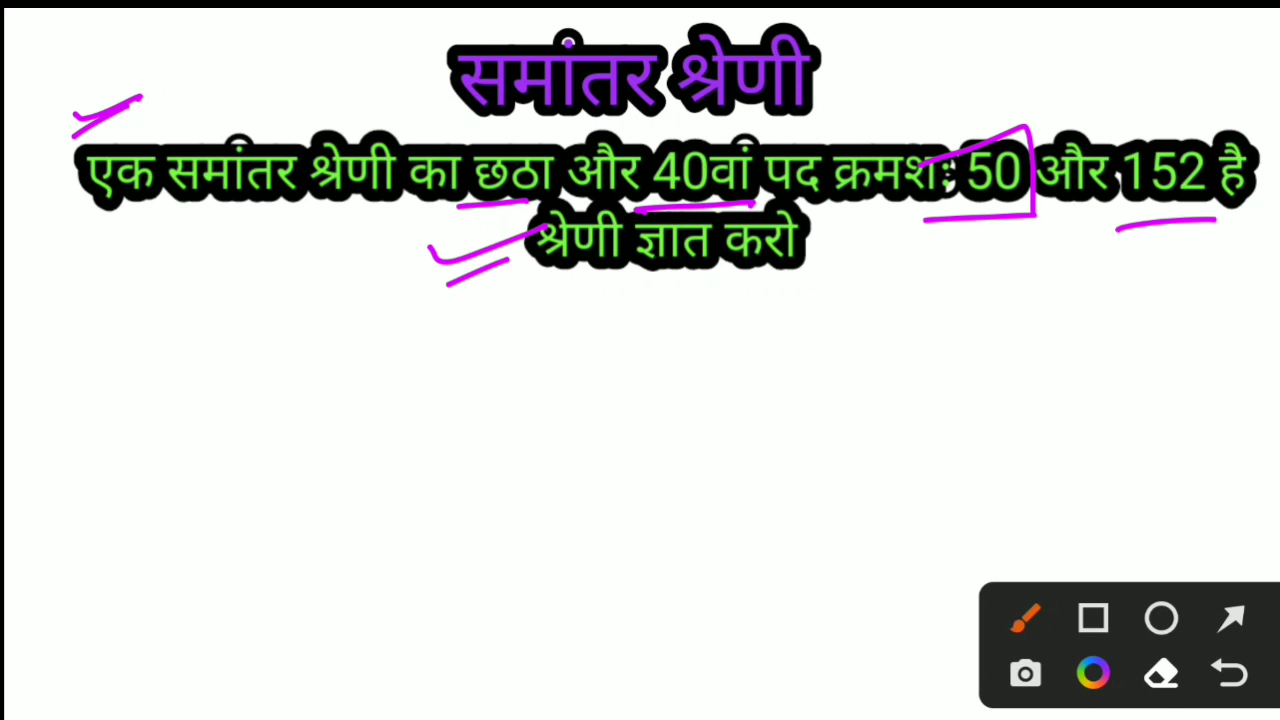 समांतर श्रेणी
एक समांतर श्रेणी का छठा और 40वां पद क्रमशः 50 और 152 है
श्रेणी ज्ञात करो